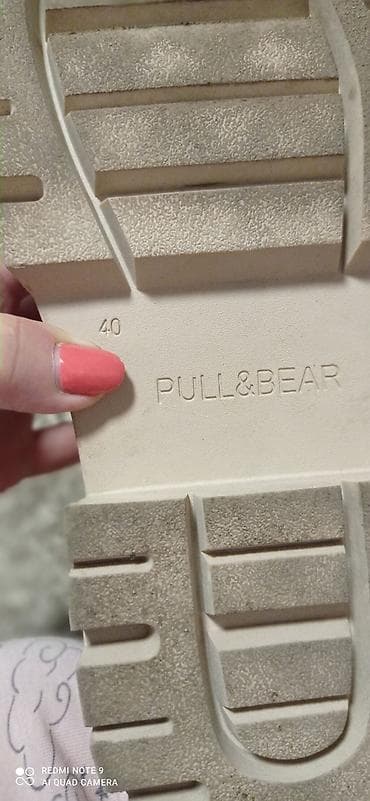 40
PULL&BEAR
REDMI NOTE 9
AI QUAD CAMERA